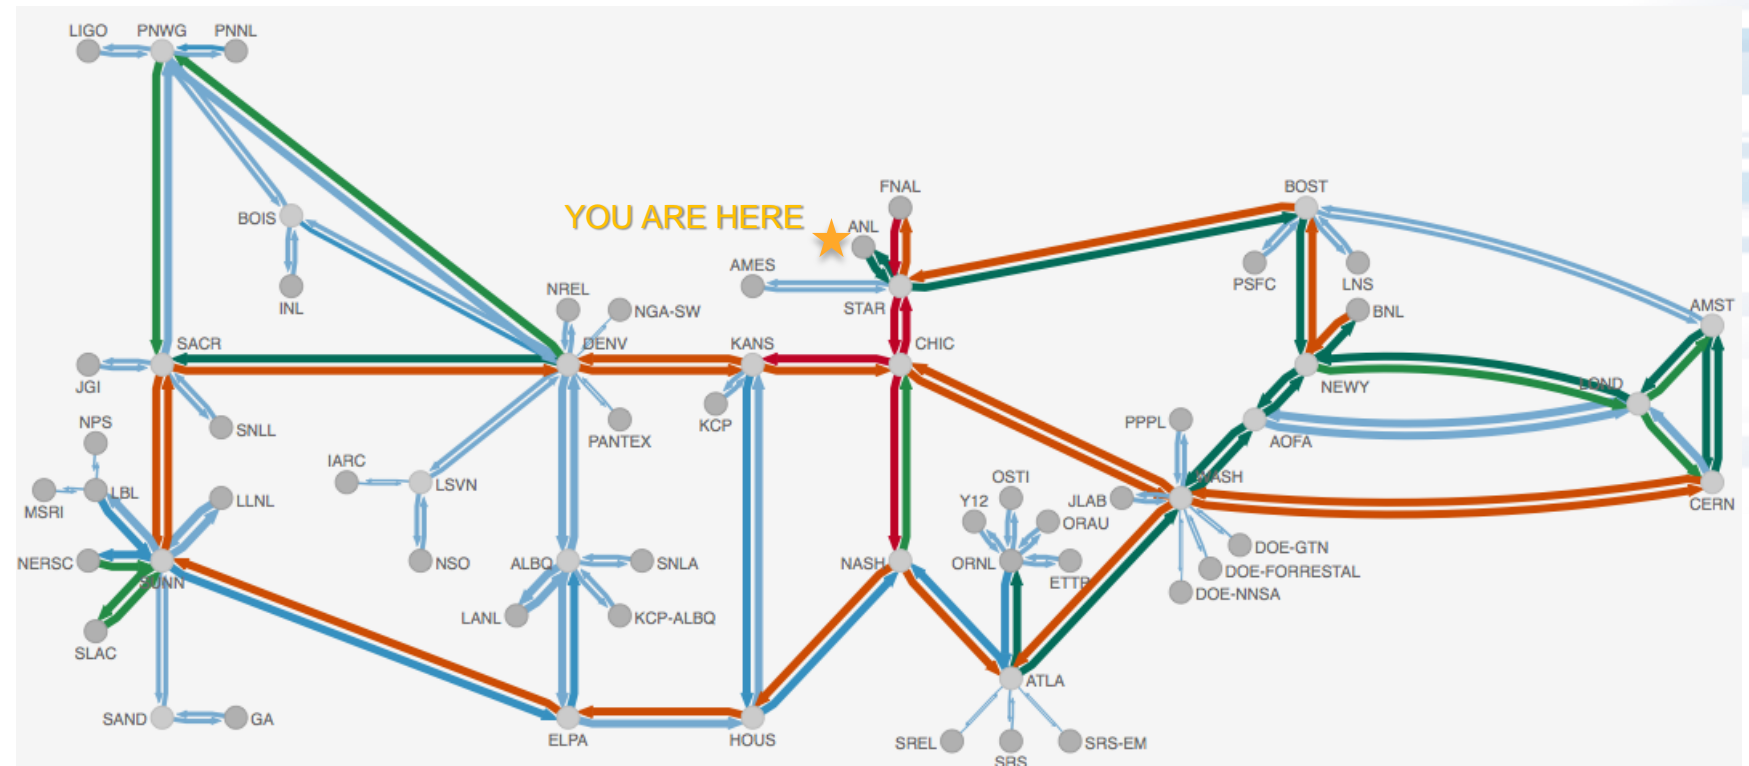 LIGO PNWG PNNL
FNAL
BOST
YOU ARE HERE
ANL
BOIS
AMES
PSFC
LNS
NREL
INL
NGA-SW
STAR
BNL
AMST
SACR
DENV
KANS
CHIC
JGI
NEWY
LOND
KCP
NPS
SNLL
PANTEX
PPPL
AOFA
IARC
LSVN
OSTI
WASH
LBL
LLNL
Y12
JLAB
MSRI
ORAU
CERN
NERSC
NSO
ALBQ
SNLA
NASH
ORNL
DOE-GTN
SUNN
ETTP
DOE-FORRESTAL
DOE-NNSA
LANL
KCP-ALBQ
SLAC
ATLA
SAND
GA
ELPA
HOUS
SREL
SRS-EM
SRS